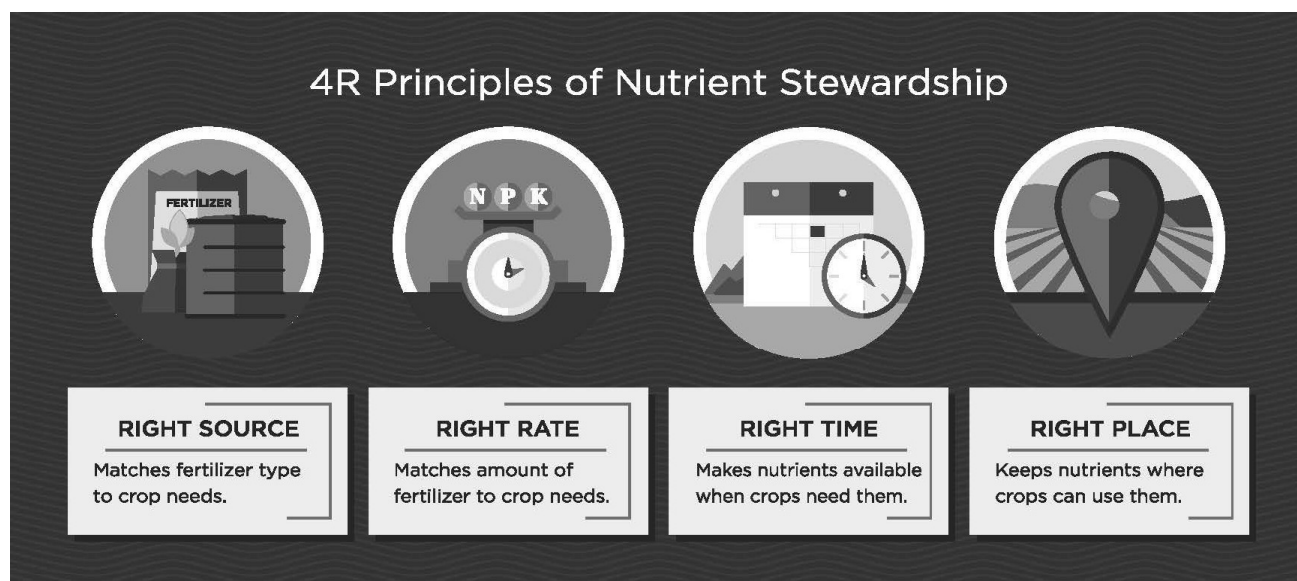 4R Principles of Nutrient Stewardship
FERTILIZER
N P K
RIGHT SOURCE
Matches fertilizer type
to crop needs.
RIGHT RATE
Matches amount of
fertilizer to crop needs.
RIGHT TIME
Makes nutrients available
when crops need them.
RIGHT PLACE
Keeps nutrients where
crops can use them.